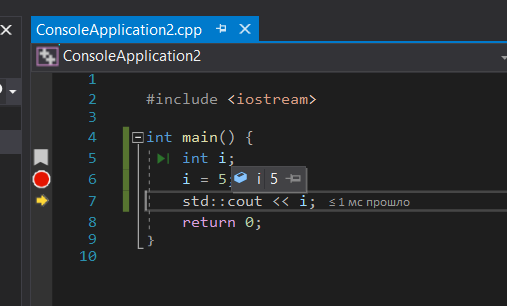 ConsoleApplication2.cpp
ConsoleApplication2
1
2 #include <iostream>
3
4 int main() {
5 int i;
6 i = 5; i 5
7 std::cout << i; ≤ 1 мс прошло
8 return 0;
9 }
10